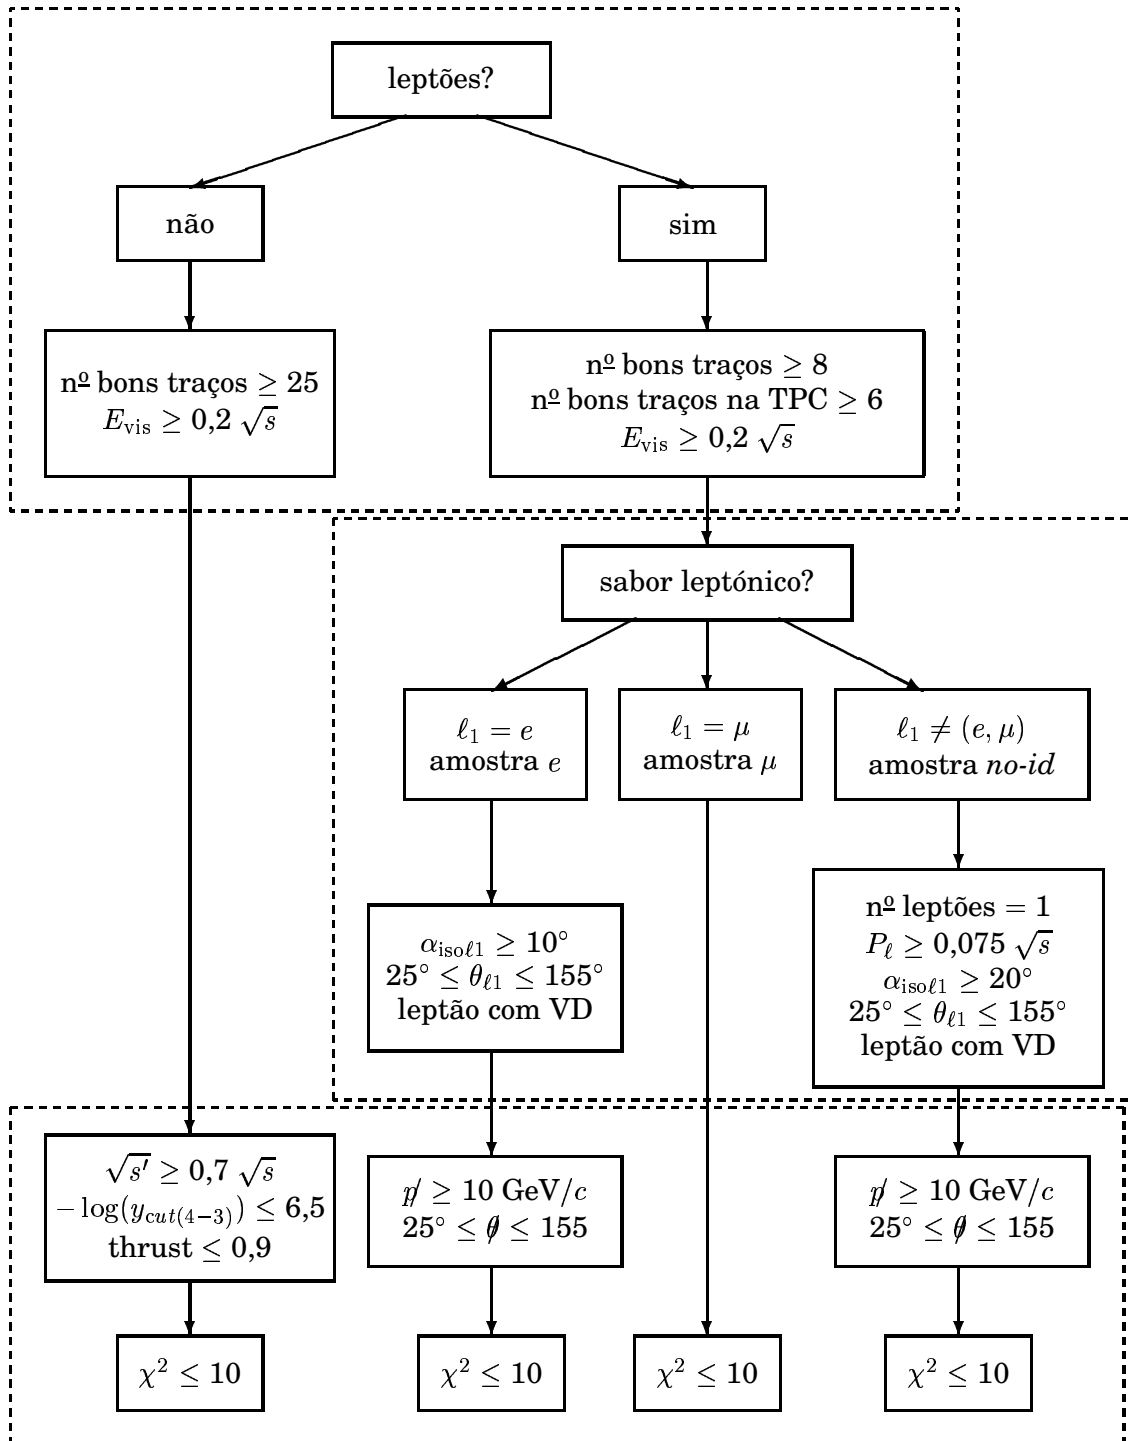 leptões?
não
sim
nº bons traços ≥ 25
E_vis ≥ 0,2 √s
nº bons traços ≥ 8
nº bons traços na TPC ≥ 6
E_vis ≥ 0,2 √s
sabor leptónico?
ℓ₁ = e
amostra e
ℓ₁ = μ
amostra μ
ℓ₁ ≠ (e, μ)
amostra no-id
α_isoℓ1 ≥ 10°
25° ≤ θ_ℓ1 ≤ 155°
leptão com VD
nº leptões = 1
P_ℓ ≥ 0,075 √s
α_isoℓ1 ≥ 20°
25° ≤ θ_ℓ1 ≤ 155°
leptão com VD
√s′ ≥ 0,7 √s
− log(y_cut(4−3)) ≤ 6,5
thrust ≤ 0,9
p̸ ≥ 10 GeV/c
25° ≤ θ̸ ≤ 155
p̸ ≥ 10 GeV/c
25° ≤ θ̸ ≤ 155
χ² ≤ 10
χ² ≤ 10
χ² ≤ 10
χ² ≤ 10